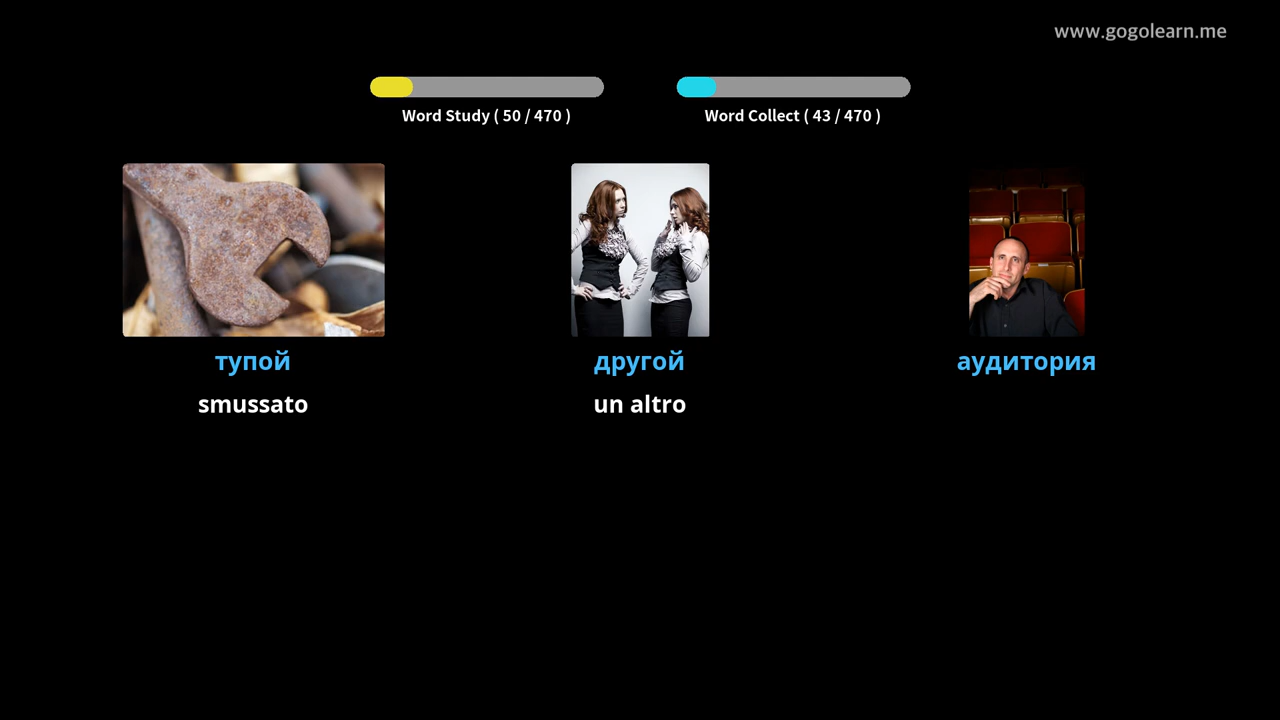 www.gogolearn.me
Word Study ( 50 / 470 )
Word Collect ( 43 / 470 )
тупой
другой
аудитория
smussato
un altro